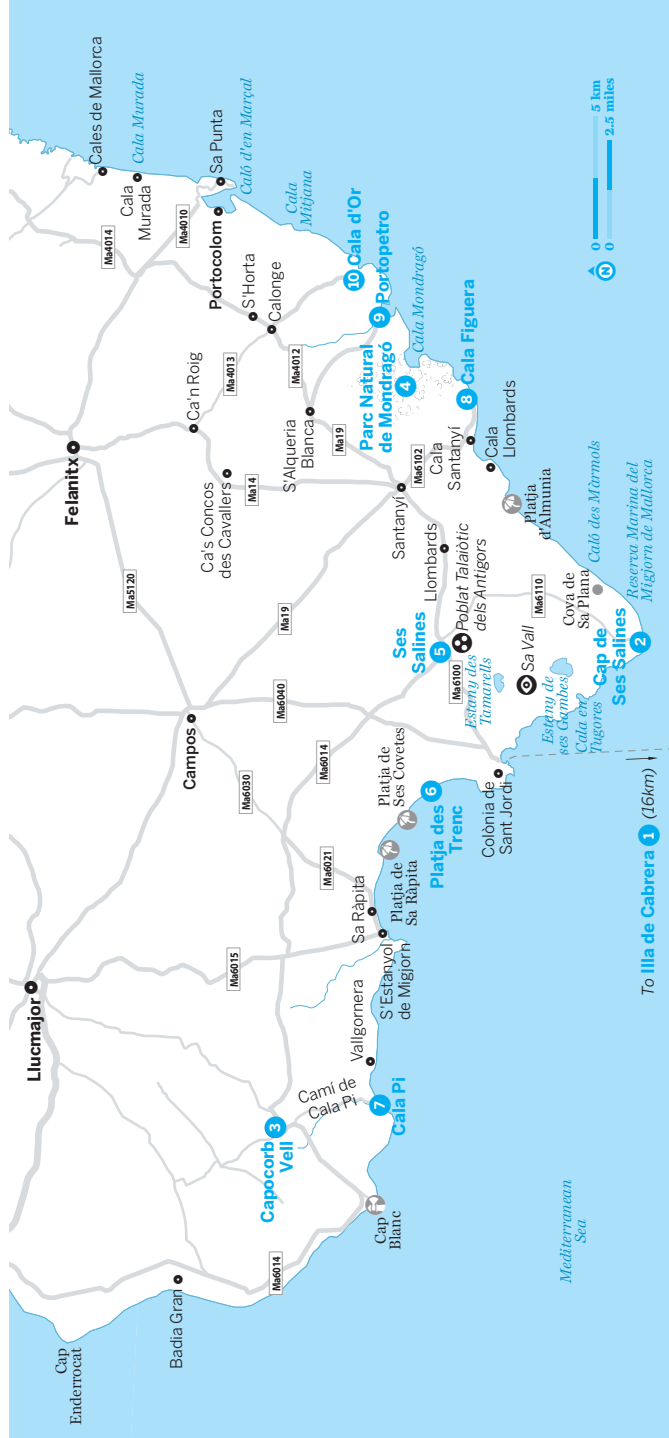 Cap
Enderrocat
Badia Gran
Ma6014
Cap
Blanc
Llucmajor
Capocorb
Vell
3
Camí de
Cala Pi
7
Cala Pi
Vallgornera
Ma6015
S'Estanyol
de Migjorn
Sa Ràpita
Platja de
Sa Ràpita
Ma6021
Ma6030
Campos
Ma6014
Ma6040
Platja de
Ses Covetes
6
Platja des
Trenc
Colònia de
Sant Jordi
Felanitx
Ma5120
Ma19
Ses
Salines
5
Ma6100
Poblat Talaiòtic
dels Antigors
Estany des
Tamarells
Sa Vall
Estany de
ses Gambes
Cala en
Tugores
Cap de
Ses Salines
2
Cova de
Sa Plana
Ma6110
Llombards
Santanyí
Ca's Concos
des Cavallers
Ma14
Ca'n Roig
Ma4013
S'Alqueria
Blanca
Ma19
Ma4012
Ma6102
Cala
Santanyí
Cala
Llombards
Platja
d'Almunia
Caló des Màrmols
Reserva Marina del
Migjorn de Mallorca
Parc Natural
de Mondragó
4
Cala Mondragó
8
Cala Figuera
9
Portopetro
10
Cala d'Or
Calonge
S'Horta
Portocolom
Ma4010
Ma4014
Cales de Mallorca
Cala
Murada
Cala Murada
Sa Punta
Caló d'en Marçal
Cala
Mitjana
Mediterranean
Sea
To Illa de Cabrera 1 (16km)
N
0
5 km
0
2.5 miles